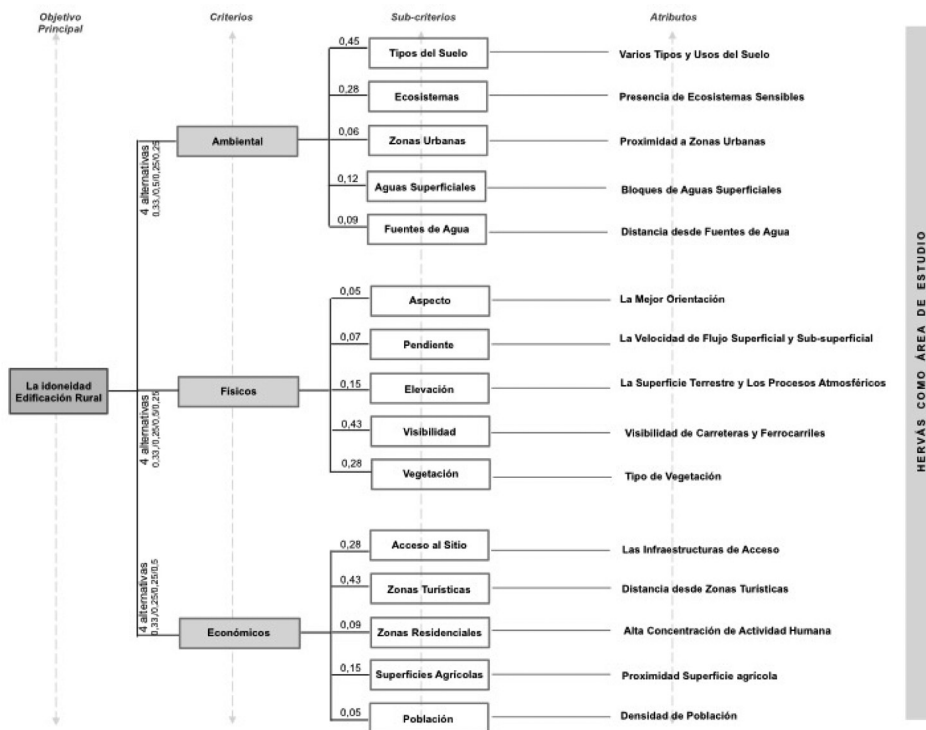 Objetivo
Principal
Criterios
Sub-criterios
Atributos
La idoneidad
Edificación Rural
4 alternativas
0,33,/0,5/0,25/0,25
Ambiental
0,45
Tipos del Suelo
Varios Tipos y Usos del Suelo
0,28
Ecosistemas
Presencia de Ecosistemas Sensibles
0,06
Zonas Urbanas
Proximidad a Zonas Urbanas
0,12
Aguas Superficiales
Bloques de Aguas Superficiales
0,09
Fuentes de Agua
Distancia desde Fuentes de Agua
4 alternativas
0,33,/0,25/0,5/0,25
Físicos
0,05
Aspecto
La Mejor Orientación
0,07
Pendiente
La Velocidad de Flujo Superficial y Sub-superficial
0,15
Elevación
La Superficie Terrestre y Los Procesos Atmosféricos
0,43
Visibilidad
Visibilidad de Carreteras y Ferrocarriles
0,28
Vegetación
Tipo de Vegetación
4 alternativas
0,33,/0,25/0,25/0,5
Económicos
0,28
Acceso al Sitio
Las Infraestructuras de Acceso
0,43
Zonas Turísticas
Distancia desde Zonas Turísticas
0,09
Zonas Residenciales
Alta Concentración de Actividad Humana
0,15
Superficies Agrícolas
Proximidad Superficie agrícola
0,05
Población
Densidad de Población
HERVÁS COMO ÁREA DE ESTUDIO